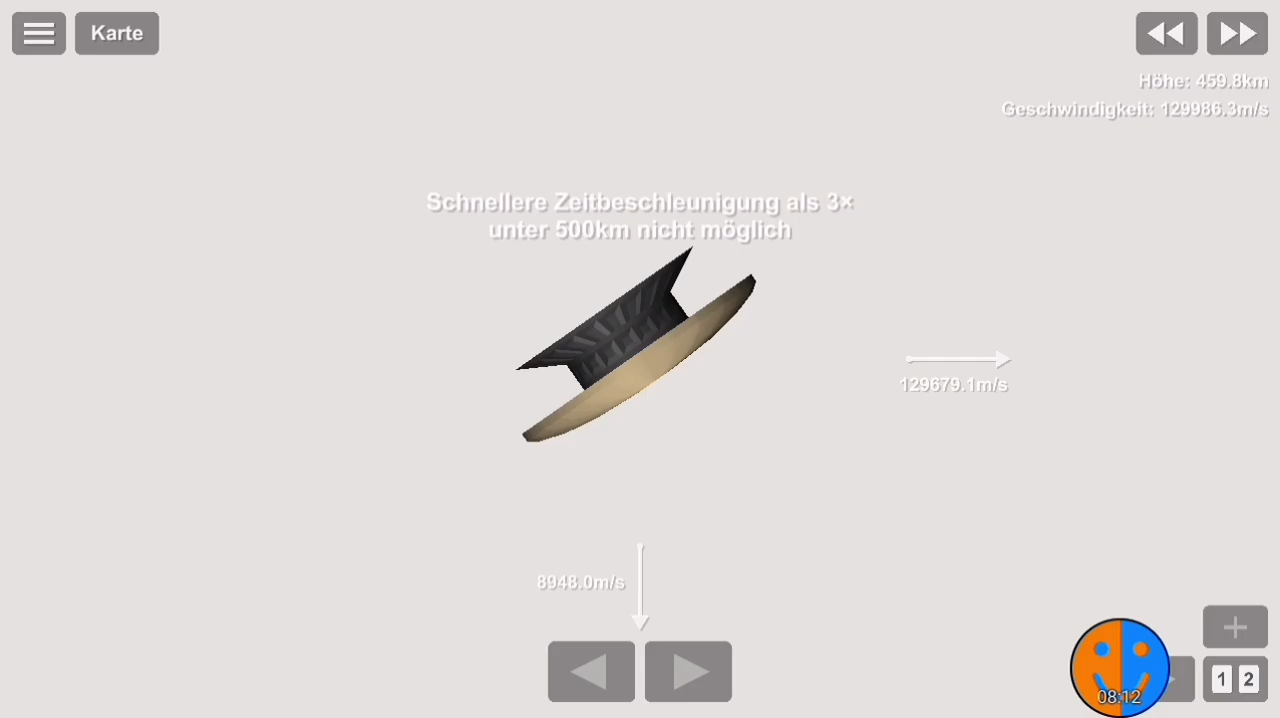 Karte
Höhe: 459.8km
Geschwindigkeit: 129986.3m/s
Schnellere Zeitbeschleunigung als 3×
unter 500km nicht möglich
129679.1m/s
8948.0m/s
08:12
1 2